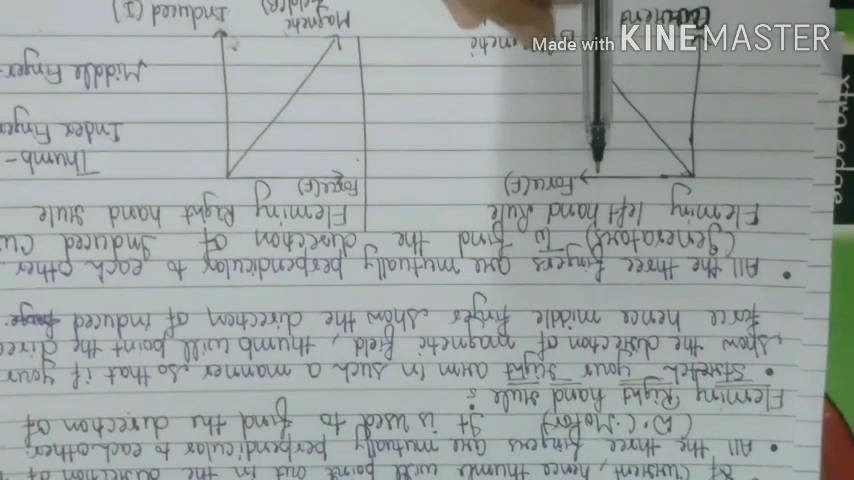 of current, hence thumb will point out in the direction of
• All the three fingers are mutually perpendicular to each other.
(D.C. Motor) It is used to find the direction of
Fleming Right hand rule :
• Stretch your right arm in such a manner so that if your
show the direction of magnetic field, thumb will point the direc
force hence middle finger show the direction of induced
• All the three fingers are mutually perpendicular to each other
(Generators) To find the direction of Induced Cu
Fleming left hand Rule
Fleming Right hand rule
Force(F)
Force(F)
Thumb-
Index Finger
Middle Finger-
Magnetic
Field(B)
Induced (I)
Current
Made with KINEMASTER
xtra edge